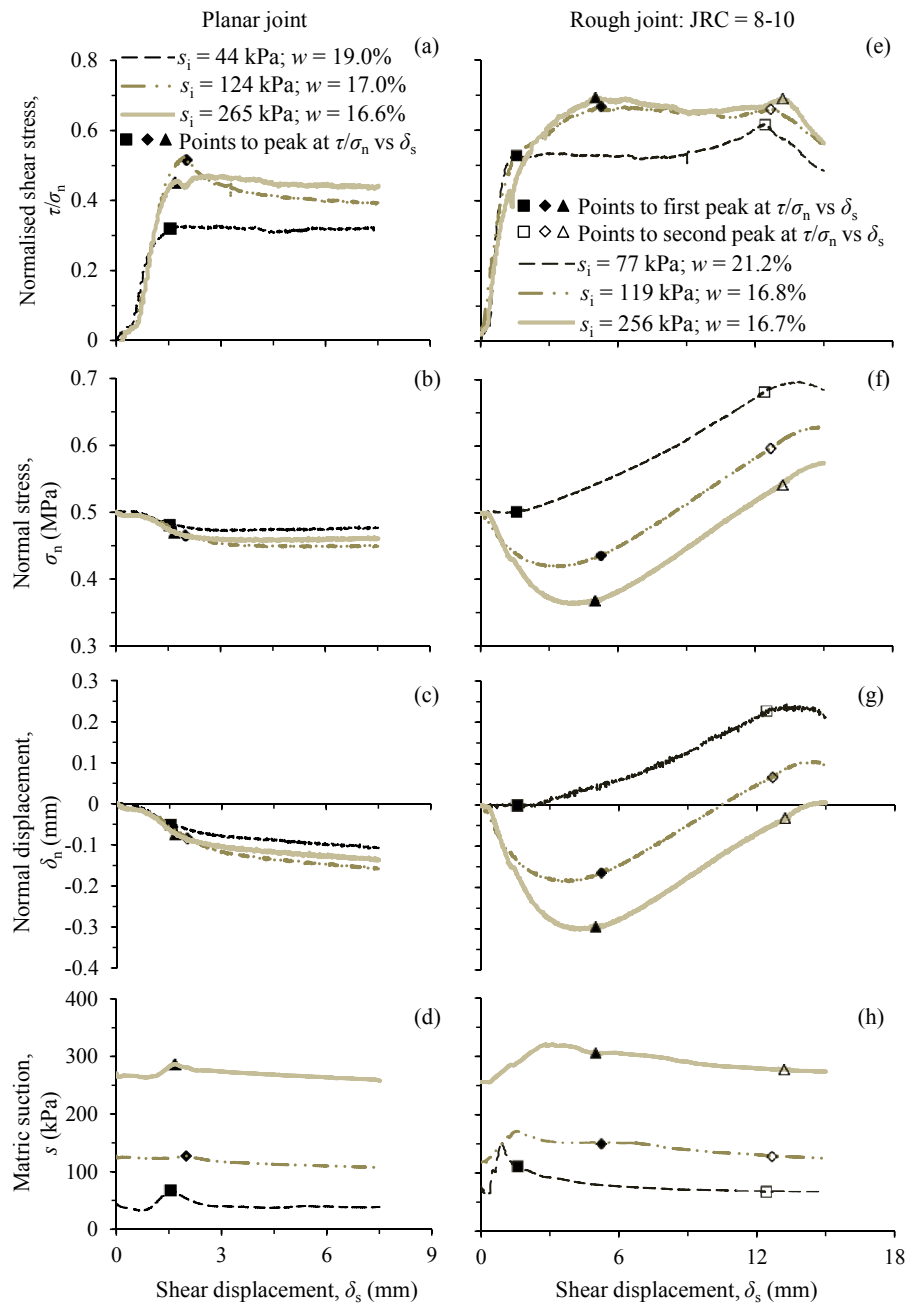 Planar joint
Rough joint: JRC = 8-10
(a)
sᵢ = 44 kPa; w = 19.0%
sᵢ = 124 kPa; w = 17.0%
sᵢ = 265 kPa; w = 16.6%
Points to peak at τ/σₙ vs δₛ
Normalised shear stress,
τ/σₙ
0.8
0.6
0.4
0.2
0
(e)
Points to first peak at τ/σₙ vs δₛ
Points to second peak at τ/σₙ vs δₛ
sᵢ = 77 kPa; w = 21.2%
sᵢ = 119 kPa; w = 16.8%
sᵢ = 256 kPa; w = 16.7%
(b)
Normal stress,
σₙ (MPa)
0.7
0.6
0.5
0.4
0.3
(f)
(c)
Normal displacement,
δₙ (mm)
0.3
0.2
0.1
0
-0.1
-0.2
-0.3
-0.4
(g)
(d)
Matric suction,
s (kPa)
400
300
200
100
0
(h)
0 3 6 9
Shear displacement, δₛ (mm)
0 6 12 18
Shear displacement, δₛ (mm)